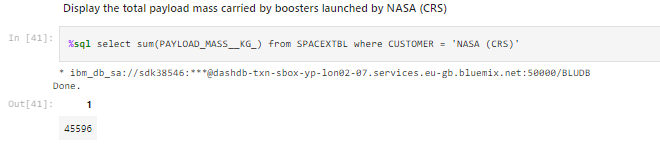 Display the total payload mass carried by boosters launched by NASA (CRS)
In [41]: %sql select sum(PAYLOAD_MASS__KG_) from SPACEXTBL where CUSTOMER = 'NASA (CRS)'
* ibm_db_sa://sdk38546:***@dashdb-txn-sbox-yp-lon02-07.services.eu-gb.bluemix.net:50000/BLUDB
Done.
Out[41]: 1
45596